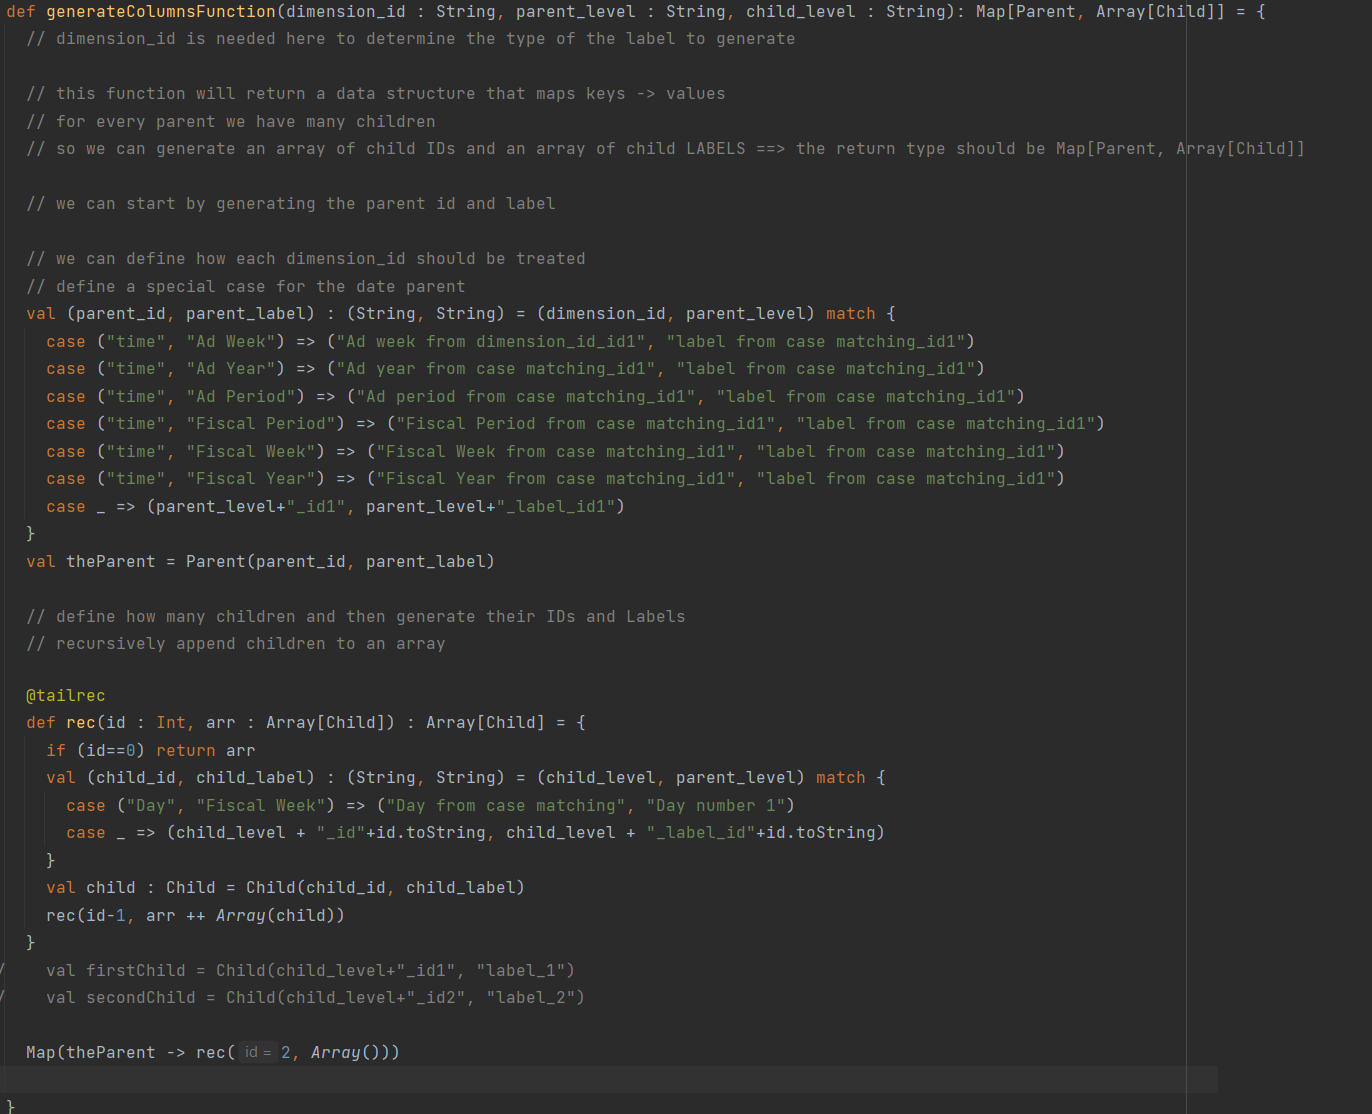 def generateColumnsFunction(dimension_id : String, parent_level : String, child_level : String): Map[Parent, Array[Child]] = {
// dimension_id is needed here to determine the type of the label to generate
// this function will return a data structure that maps keys -> values
// for every parent we have many children
// so we can generate an array of child IDs and an array of child LABELS ==> the return type should be Map[Parent, Array[Child]]
// we can start by generating the parent id and label
// we can define how each dimension_id should be treated
// define a special case for the date parent
val (parent_id, parent_label) : (String, String) = (dimension_id, parent_level) match {
case ("time", "Ad Week") => ("Ad week from dimension_id_id1", "label from case matching_id1")
case ("time", "Ad Year") => ("Ad year from case matching_id1", "label from case matching_id1")
case ("time", "Ad Period") => ("Ad period from case matching_id1", "label from case matching_id1")
case ("time", "Fiscal Period") => ("Fiscal Period from case matching_id1", "label from case matching_id1")
case ("time", "Fiscal Week") => ("Fiscal Week from case matching_id1", "label from case matching_id1")
case ("time", "Fiscal Year") => ("Fiscal Year from case matching_id1", "label from case matching_id1")
case _ => (parent_level+"_id1", parent_level+"_label_id1")
}
val theParent = Parent(parent_id, parent_label)
// define how many children and then generate their IDs and Labels
// recursively append children to an array
@tailrec
def rec(id : Int, arr : Array[Child]) : Array[Child] = {
if (id==0) return arr
val (child_id, child_label) : (String, String) = (child_level, parent_level) match {
case ("Day", "Fiscal Week") => ("Day from case matching", "Day number 1")
case _ => (child_level + "_id"+id.toString, child_level + "_label_id"+id.toString)
}
val child : Child = Child(child_id, child_label)
rec(id-1, arr ++ Array(child))
}
/ val firstChild = Child(child_level+"_id1", "label_1")
/ val secondChild = Child(child_level+"_id2", "label_2")
Map(theParent -> rec( id = 2, Array()))
}